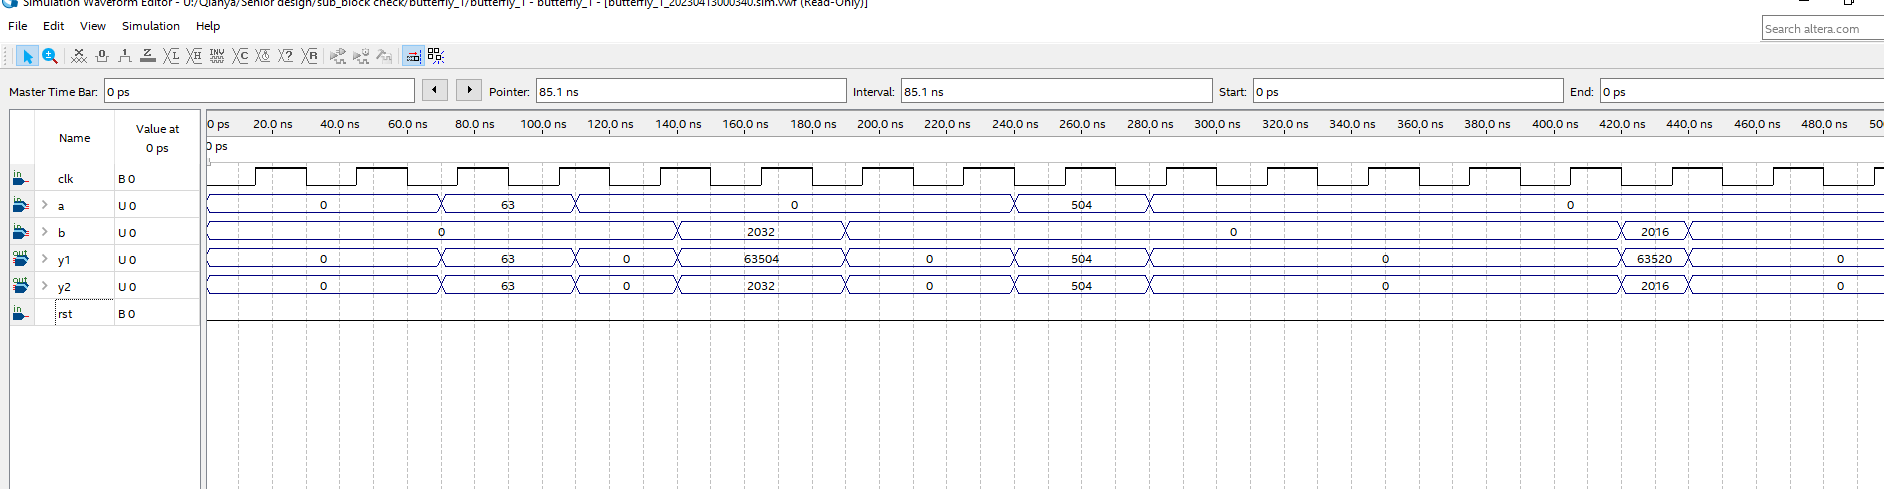 Simulation Waveform Editor - U:/Qianya/Senior design/sub_block check/butterfly_1/butterfly_1 - butterfly_1 - [butterfly_1_20230413000340.sim.vwf (Read-Only)]
File Edit View Simulation Help
Search altera.com
Master Time Bar: 0 ps Pointer: 85.1 ns Interval: 85.1 ns Start: 0 ps End: 0 ps
Name Value at 0 ps
0 ps 20.0 ns 40.0 ns 60.0 ns 80.0 ns 100.0 ns 120.0 ns 140.0 ns 160.0 ns 180.0 ns 200.0 ns 220.0 ns 240.0 ns 260.0 ns 280.0 ns 300.0 ns 320.0 ns 340.0 ns 360.0 ns 380.0 ns 400.0 ns 420.0 ns 440.0 ns 460.0 ns 480.0 ns
0 ps
in clk B 0
in a U 0 0 63 0 504 0
in b U 0 0 2032 0 2016
out y1 U 0 0 63 0 63504 0 504 0 63520 0
out y2 U 0 0 63 0 2032 0 504 0 2016 0
in rst B 0